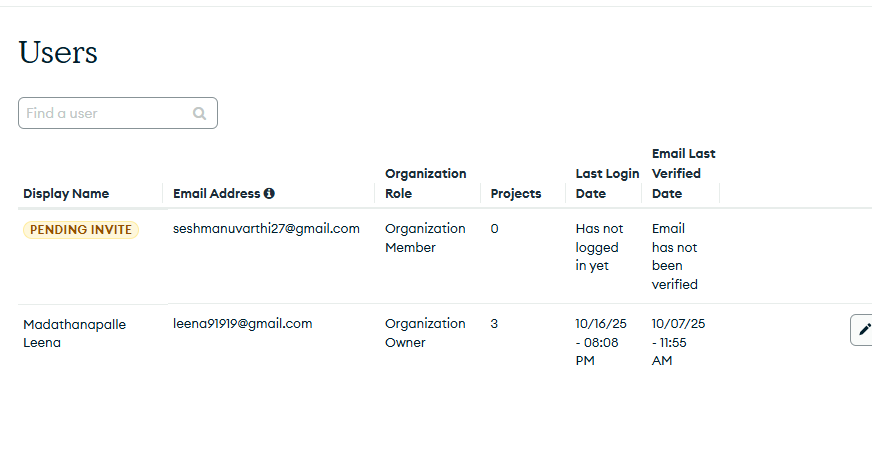 Users
Find a user
Display Name
Email Address
Organization
Role
Projects
Last Login
Date
Email Last
Verified
Date
PENDING INVITE
seshmanuvarthi27@gmail.com
Organization
Member
0
Has not
logged
in yet
Email
has not
been
verified
Madathanapalle
Leena
leena91919@gmail.com
Organization
Owner
3
10/16/25
- 08:08
PM
10/07/25
- 11:55
AM